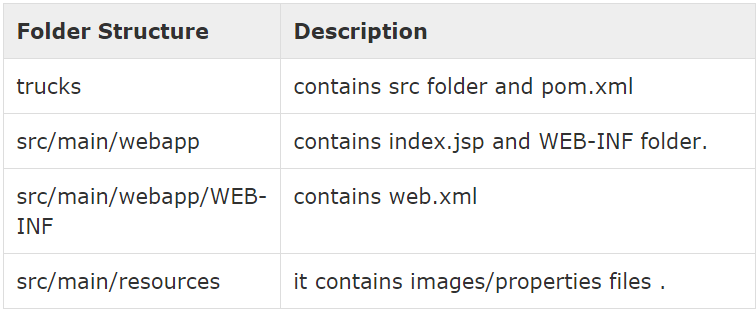 Folder Structure Description
trucks contains src folder and pom.xml
src/main/webapp contains index.jsp and WEB-INF folder.
src/main/webapp/WEB- contains web.xml
INF
src/main/resources it contains images/properties files .